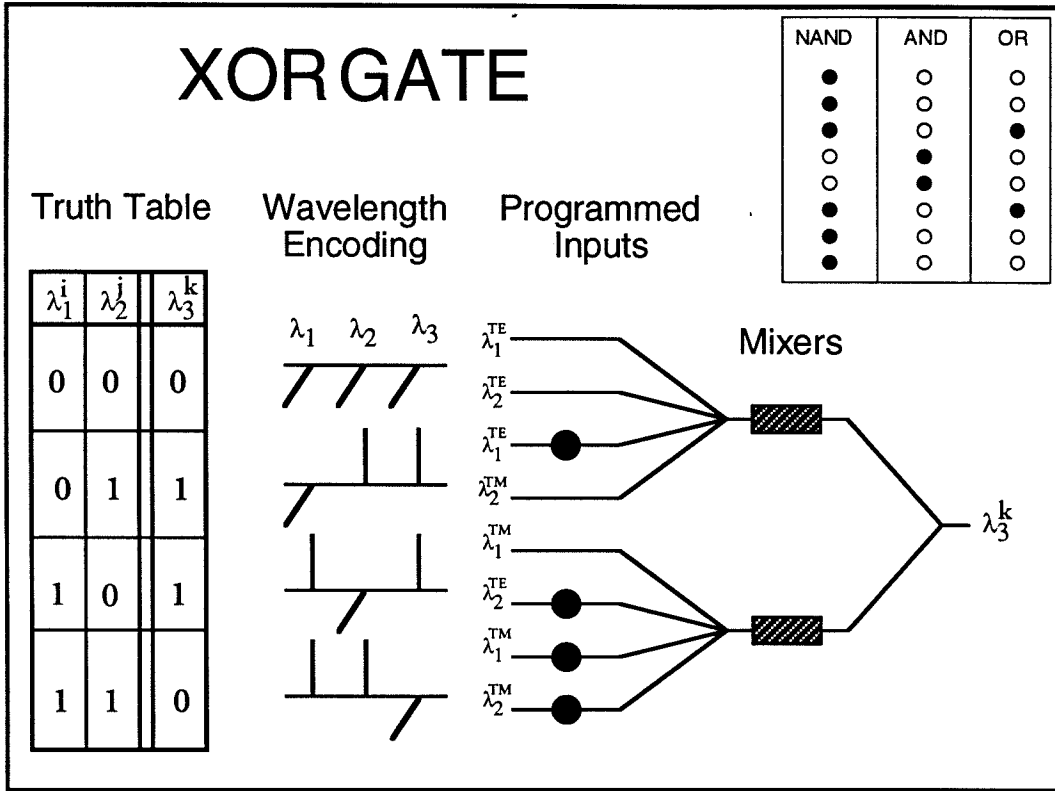 XOR GATE
NAND AND OR
Truth Table
λ₁ⁱ λ₂ʲ λ₃ᵏ
0 0 0
0 1 1
1 0 1
1 1 0
Wavelength
Encoding
λ₁ λ₂ λ₃
Programmed
Inputs
λ₁ᵀᴱ
λ₂ᵀᴱ
λ₁ᵀᴱ
λ₂ᵀᴹ
λ₁ᵀᴹ
λ₂ᵀᴱ
λ₁ᵀᴹ
λ₂ᵀᴹ
Mixers
λ₃ᵏ